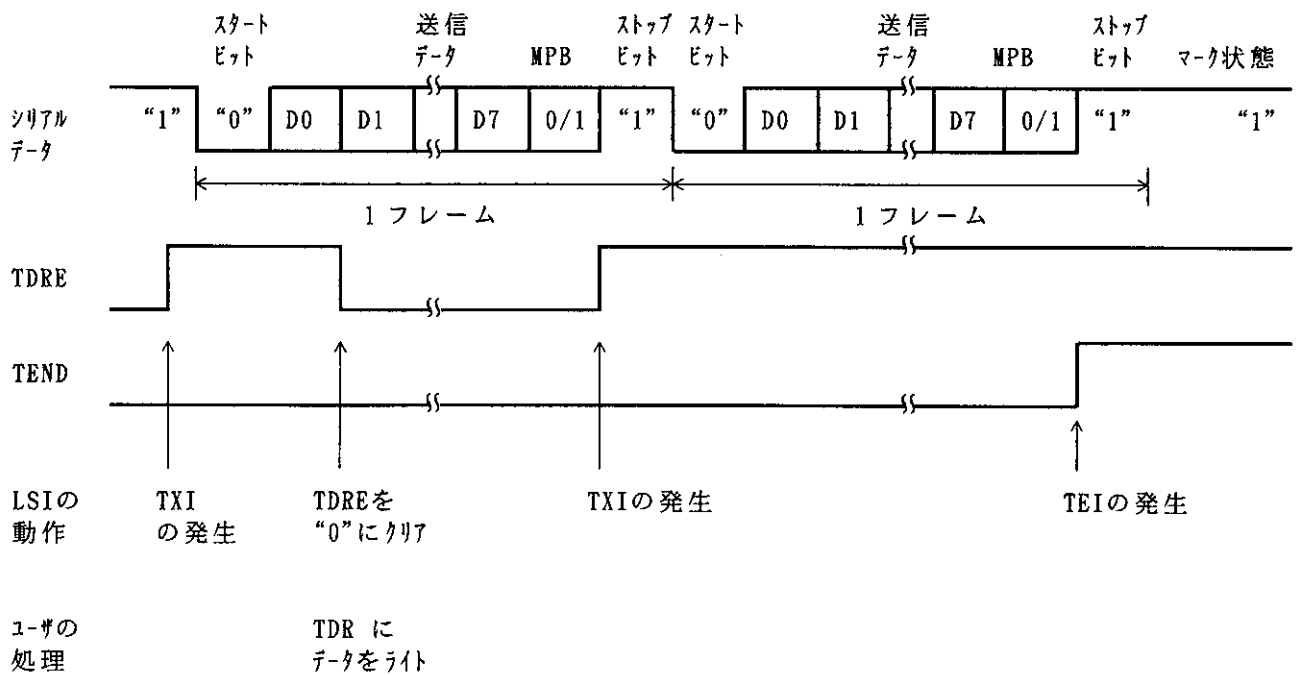 スタート 送信 ストップ スタート 送信 ストップ
ビット データ MPB ビット ビット データ MPB ビット マーク状態
シリアル “1” “0” D0 D1 D7 0/1 “1” “0” D0 D1 D7 0/1 “1” “1”
データ
1フレーム 1フレーム
TDRE
TEND
LSIの TXI TDREを TXIの発生 TEIの発生
動作 の発生 “0”にクリア
ユーザの TDR に
処理 データをライト